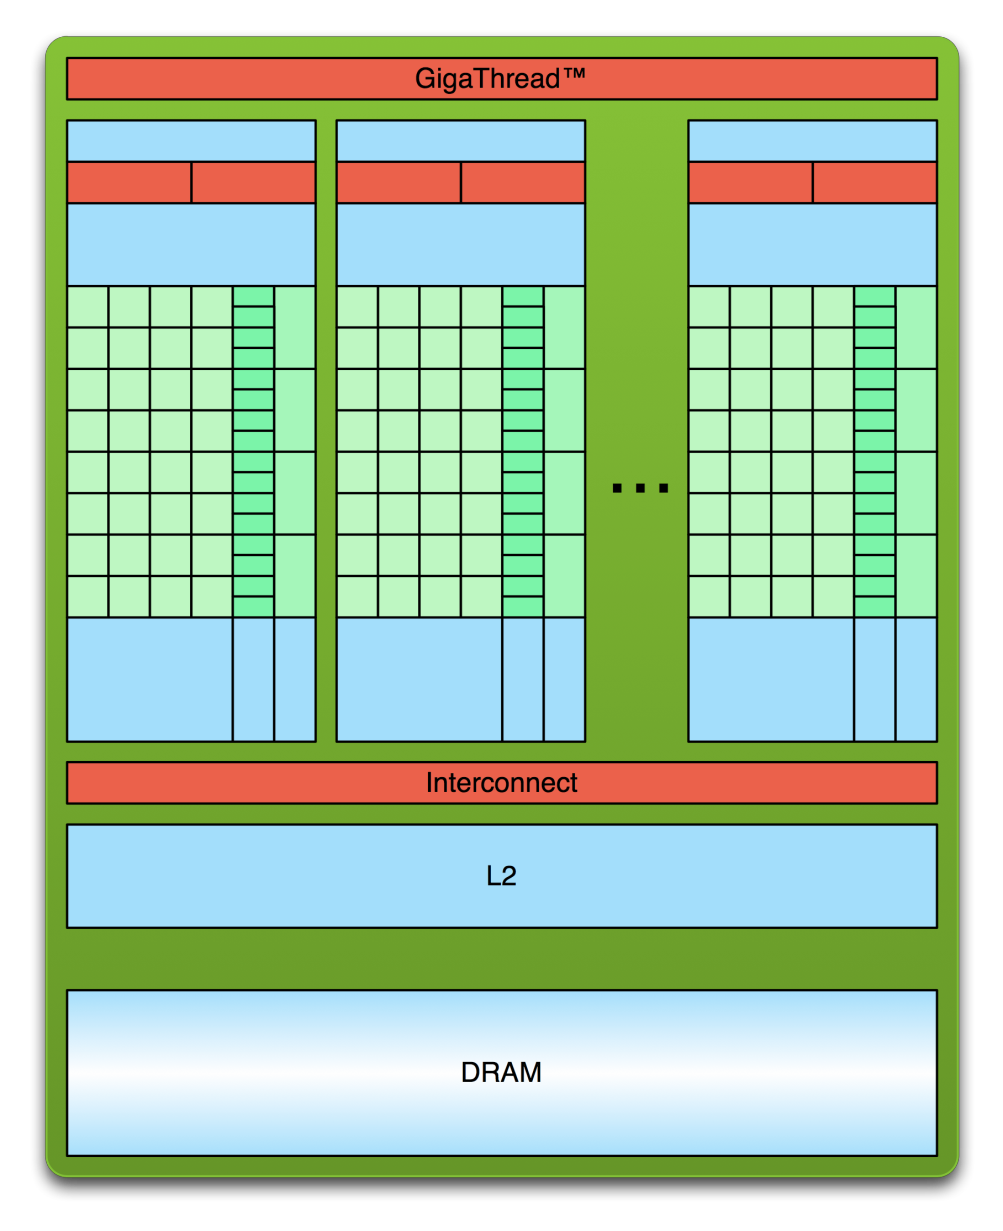 GigaThread™
...
Interconnect
L2
DRAM